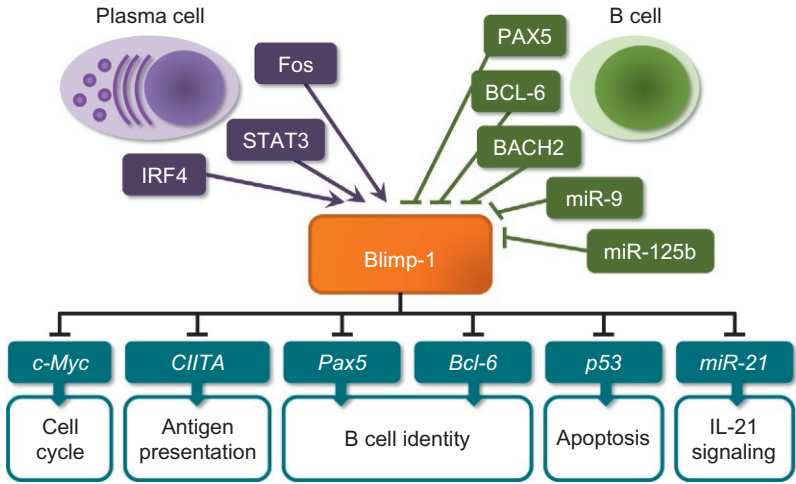 Plasma cell
B cell
Fos
PAX5
STAT3
BCL-6
IRF4
BACH2
miR-9
miR-125b
Blimp-1
c-Myc
CIITA
Pax5
Bcl-6
p53
miR-21
Cell
cycle
Antigen
presentation
B cell identity
Apoptosis
IL-21
signaling